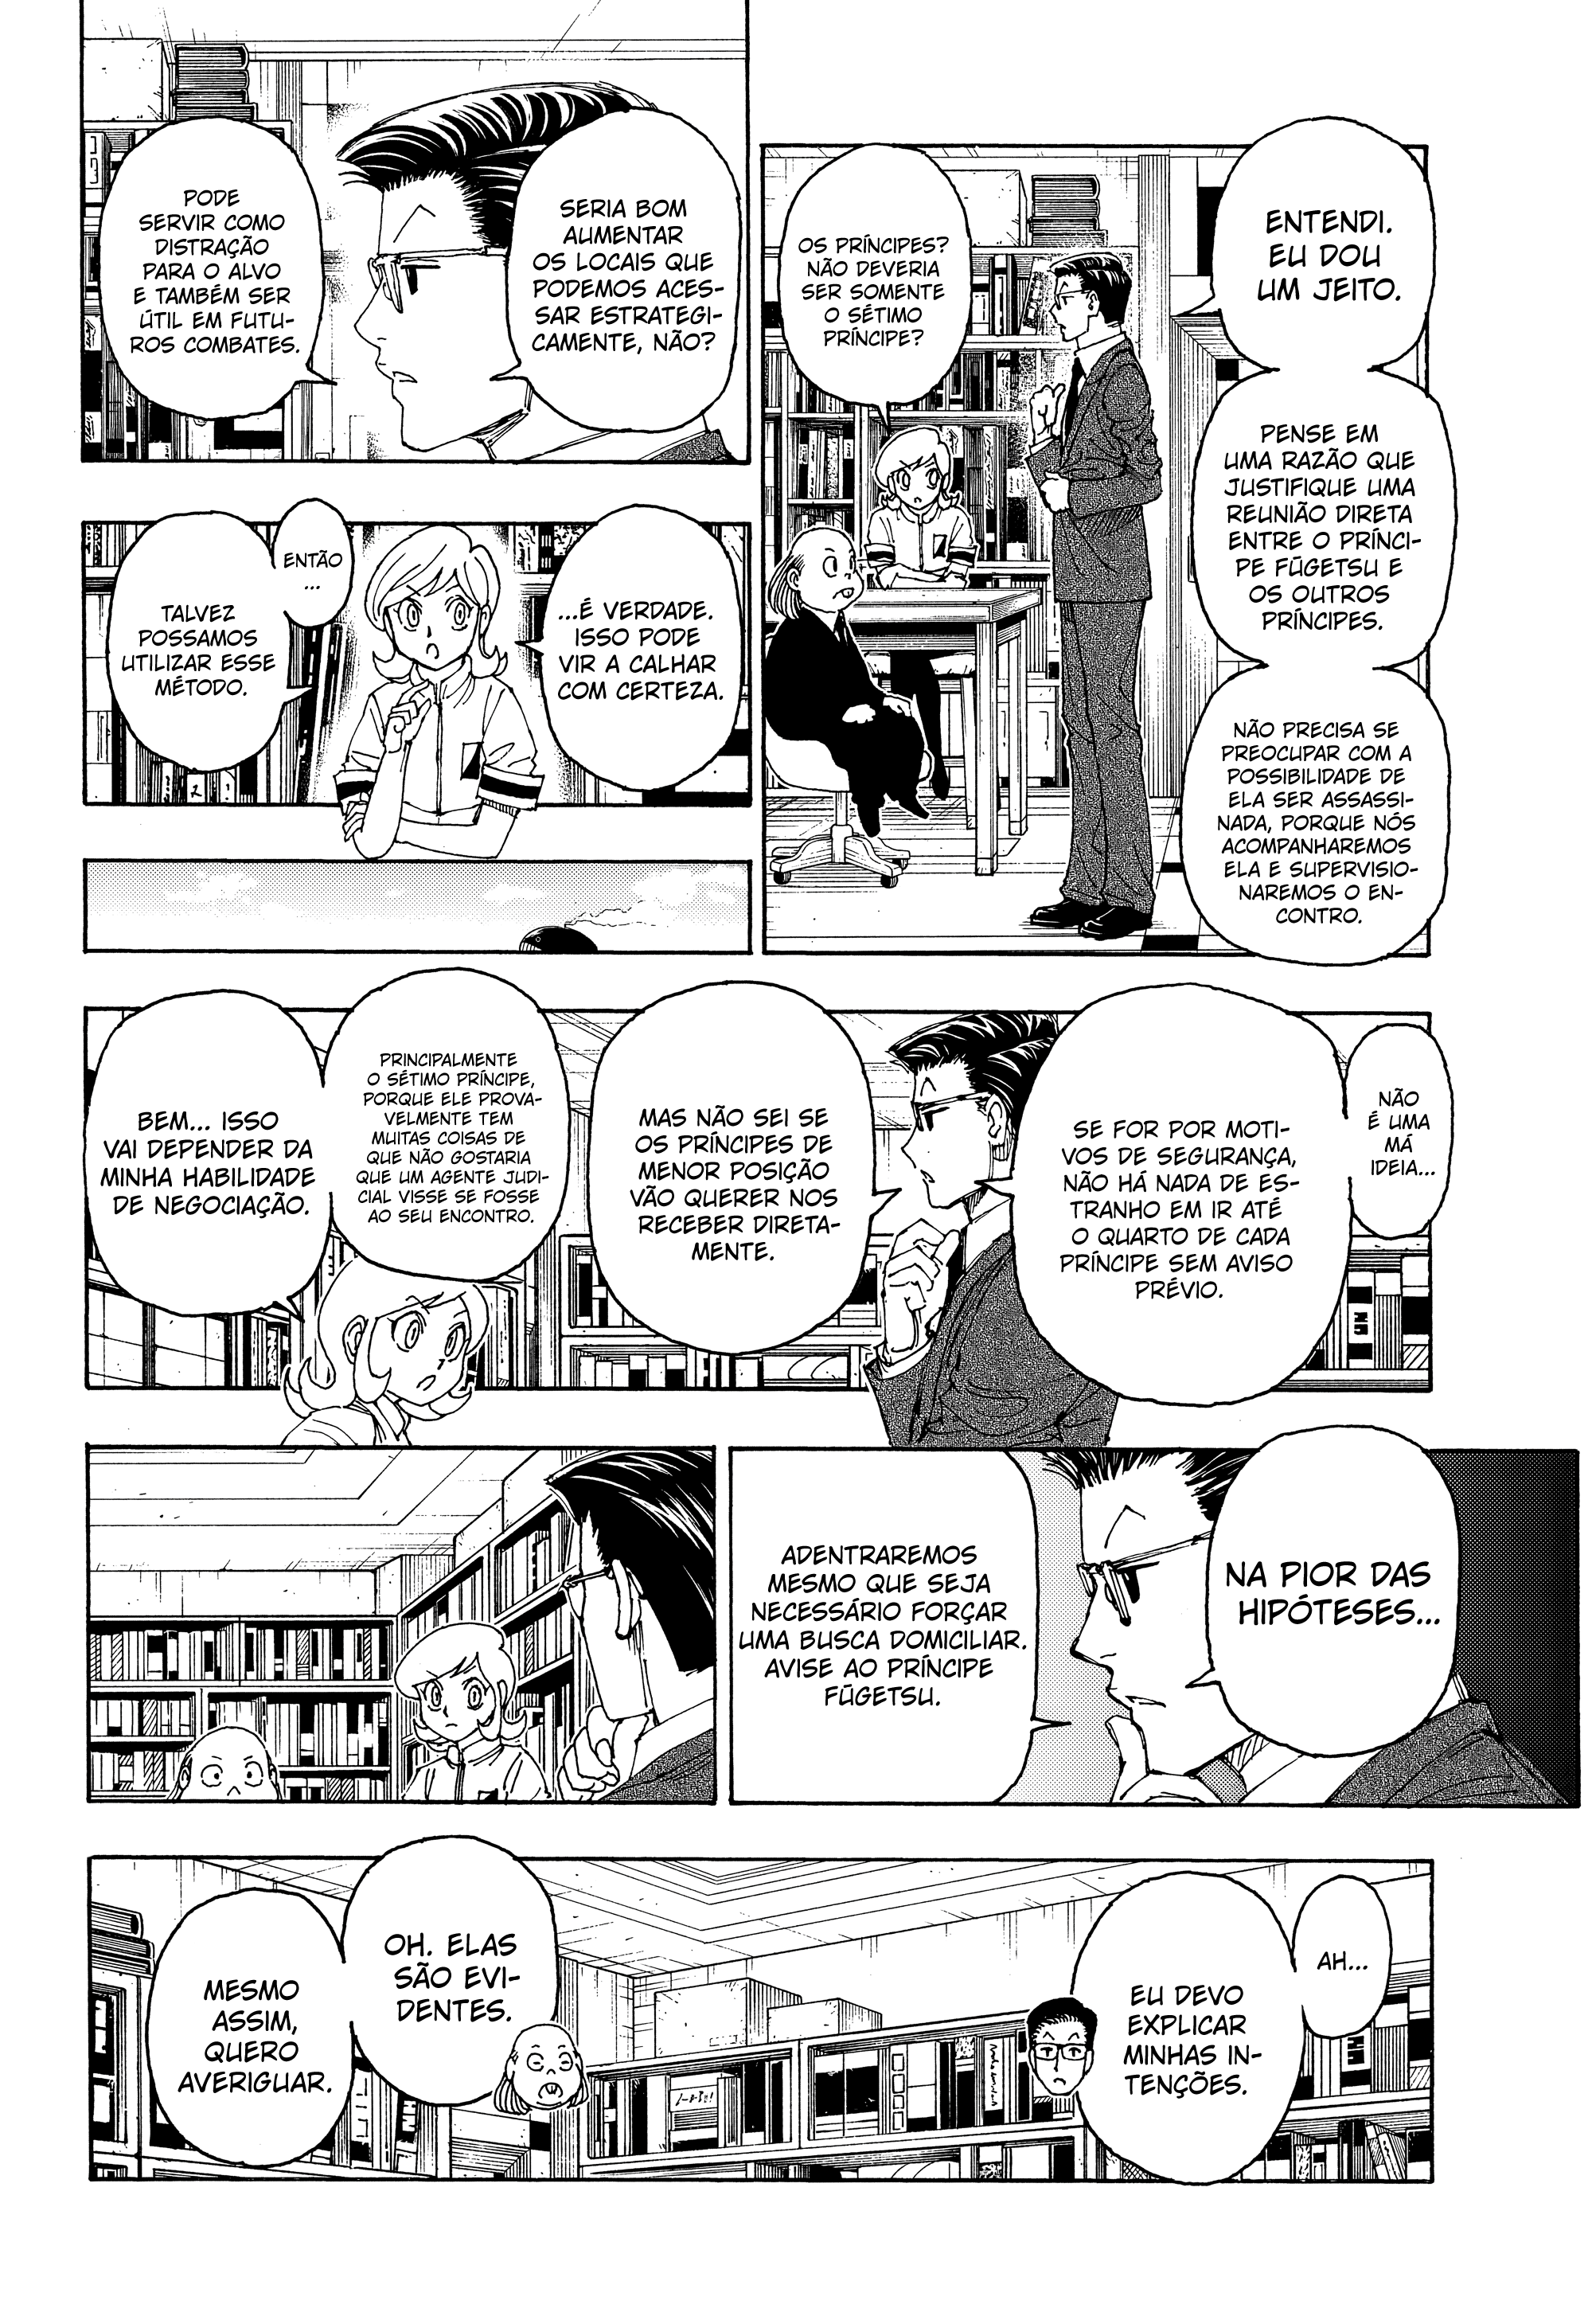 ENTENDI.
EU DOU
UM JEITO.
PENSE EM
UMA RAZÃO QUE
JUSTIFIQUE UMA
REUNIÃO DIRETA
ENTRE O PRÍNCI-
PE FŪGETSU E
OS OUTROS
PRÍNCIPES.
NÃO PRECISA SE
PREOCUPAR COM A
POSSIBILIDADE DE
ELA SER ASSASSI-
NADA, PORQUE NÓS
ACOMPANHAREMOS
ELA E SUPERVISIO-
NAREMOS O EN-
CONTRO.
OS PRÍNCIPES?
NÃO DEVERIA
SER SOMENTE
O SÉTIMO
PRÍNCIPE?
SERIA BOM
AUMENTAR
OS LOCAIS QUE
PODEMOS ACES-
SAR ESTRATEGI-
CAMENTE, NÃO?
PODE
SERVIR COMO
DISTRAÇÃO
PARA O ALVO
E TAMBÉM SER
ÚTIL EM FUTU-
ROS COMBATES.
...É VERDADE.
ISSO PODE
VIR A CALHAR
COM CERTEZA.
ENTÃO
...
TALVEZ
POSSAMOS
UTILIZAR ESSE
MÉTODO.
NÃO
É UMA
MÁ
IDEIA...
SE FOR POR MOTI-
VOS DE SEGURANÇA,
NÃO HÁ NADA DE ES-
TRANHO EM IR ATÉ
O QUARTO DE CADA
PRÍNCIPE SEM AVISO
PRÉVIO.
MAS NÃO SEI SE
OS PRÍNCIPES DE
MENOR POSIÇÃO
VÃO QUERER NOS
RECEBER DIRETA-
MENTE.
PRINCIPALMENTE
O SÉTIMO PRÍNCIPE,
PORQUE ELE PROVA-
VELMENTE TEM
MUITAS COISAS DE
QUE NÃO GOSTARIA
QUE UM AGENTE JUDI-
CIAL VISSE SE FOSSE
AO SEU ENCONTRO.
BEM... ISSO
VAI DEPENDER DA
MINHA HABILIDADE
DE NEGOCIAÇÃO.
NA PIOR DAS
HIPÓTESES...
ADENTRAREMOS
MESMO QUE SEJA
NECESSÁRIO FORÇAR
UMA BUSCA DOMICILIAR.
AVISE AO PRÍNCIPE
FŪGETSU.
AH...
EU DEVO
EXPLICAR
MINHAS IN-
TENÇÕES.
OH. ELAS
SÃO EVI-
DENTES.
MESMO
ASSIM,
QUERO
AVERIGUAR.